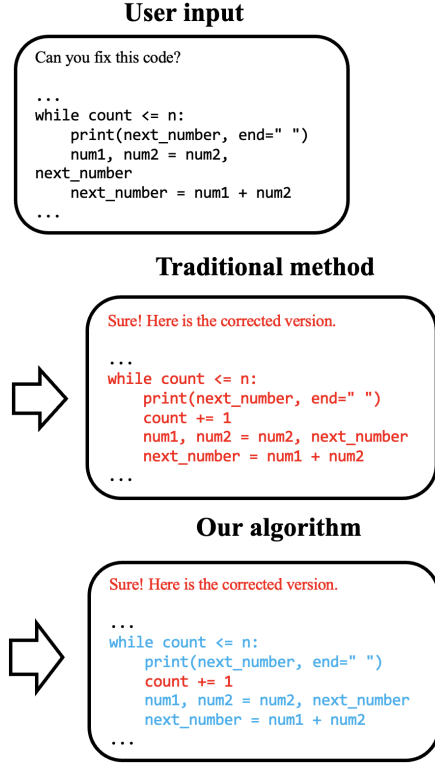 User input
Can you fix this code?
...
while count <= n:
    print(next_number, end=" ")
    num1, num2 = num2,
next_number
    next_number = num1 + num2
...
Traditional method
Sure! Here is the corrected version.
...
while count <= n:
    print(next_number, end=" ")
    count += 1
    num1, num2 = num2, next_number
    next_number = num1 + num2
...
Our algorithm
Sure! Here is the corrected version.
...
while count <= n:
    print(next_number, end=" ")
    count += 1
    num1, num2 = num2, next_number
    next_number = num1 + num2
...